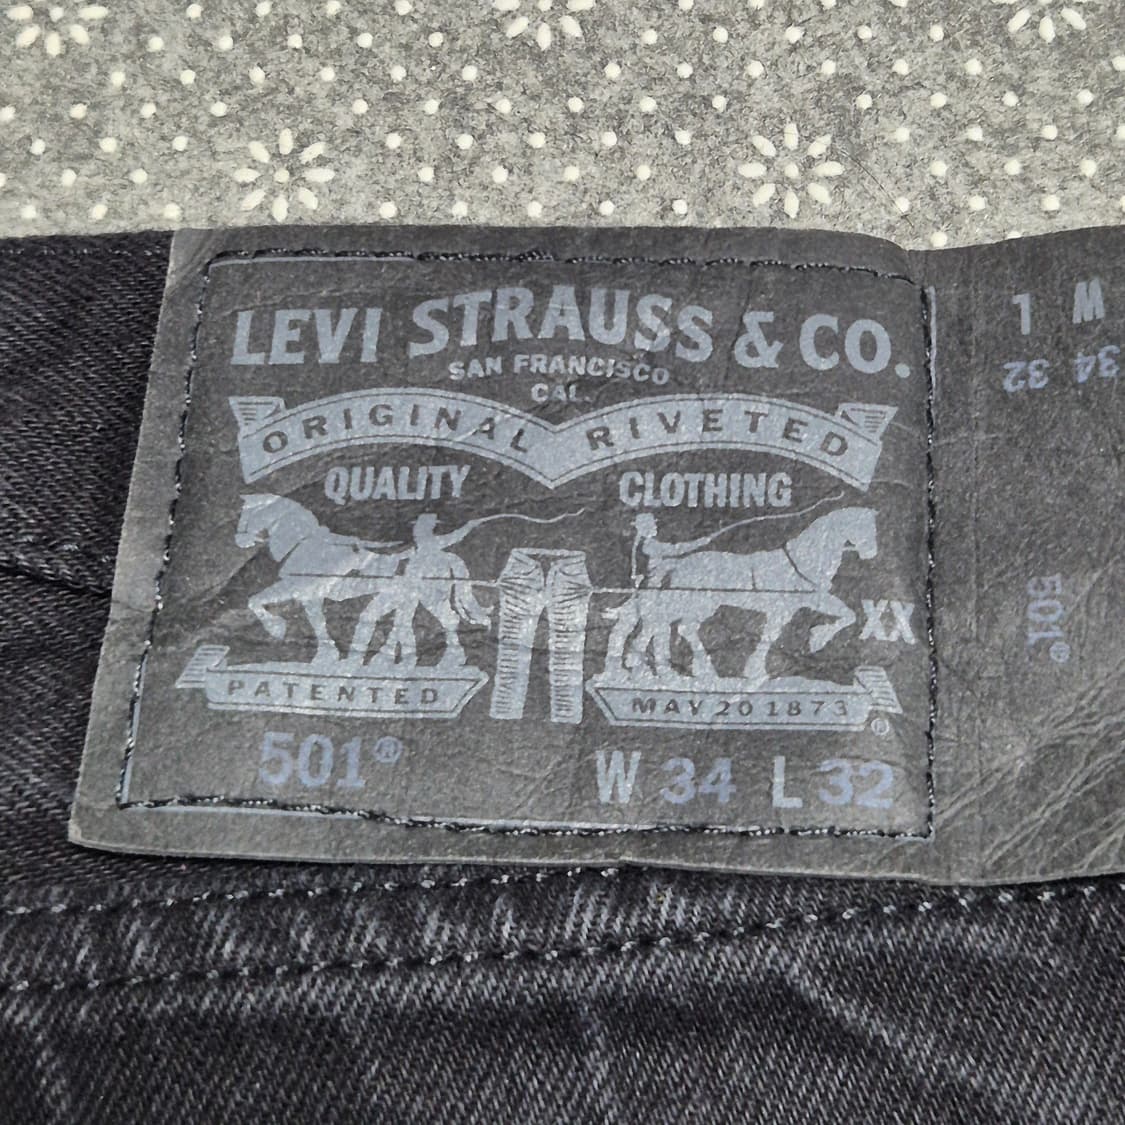 LEVI STRAUSS & CO.
SAN FRANCISCO
CAL.
ORIGINAL RIVETED
QUALITY CLOTHING
XX
PATENTED MAY 20 1873
®
501® W 34 L 32
W L
34 32
501®